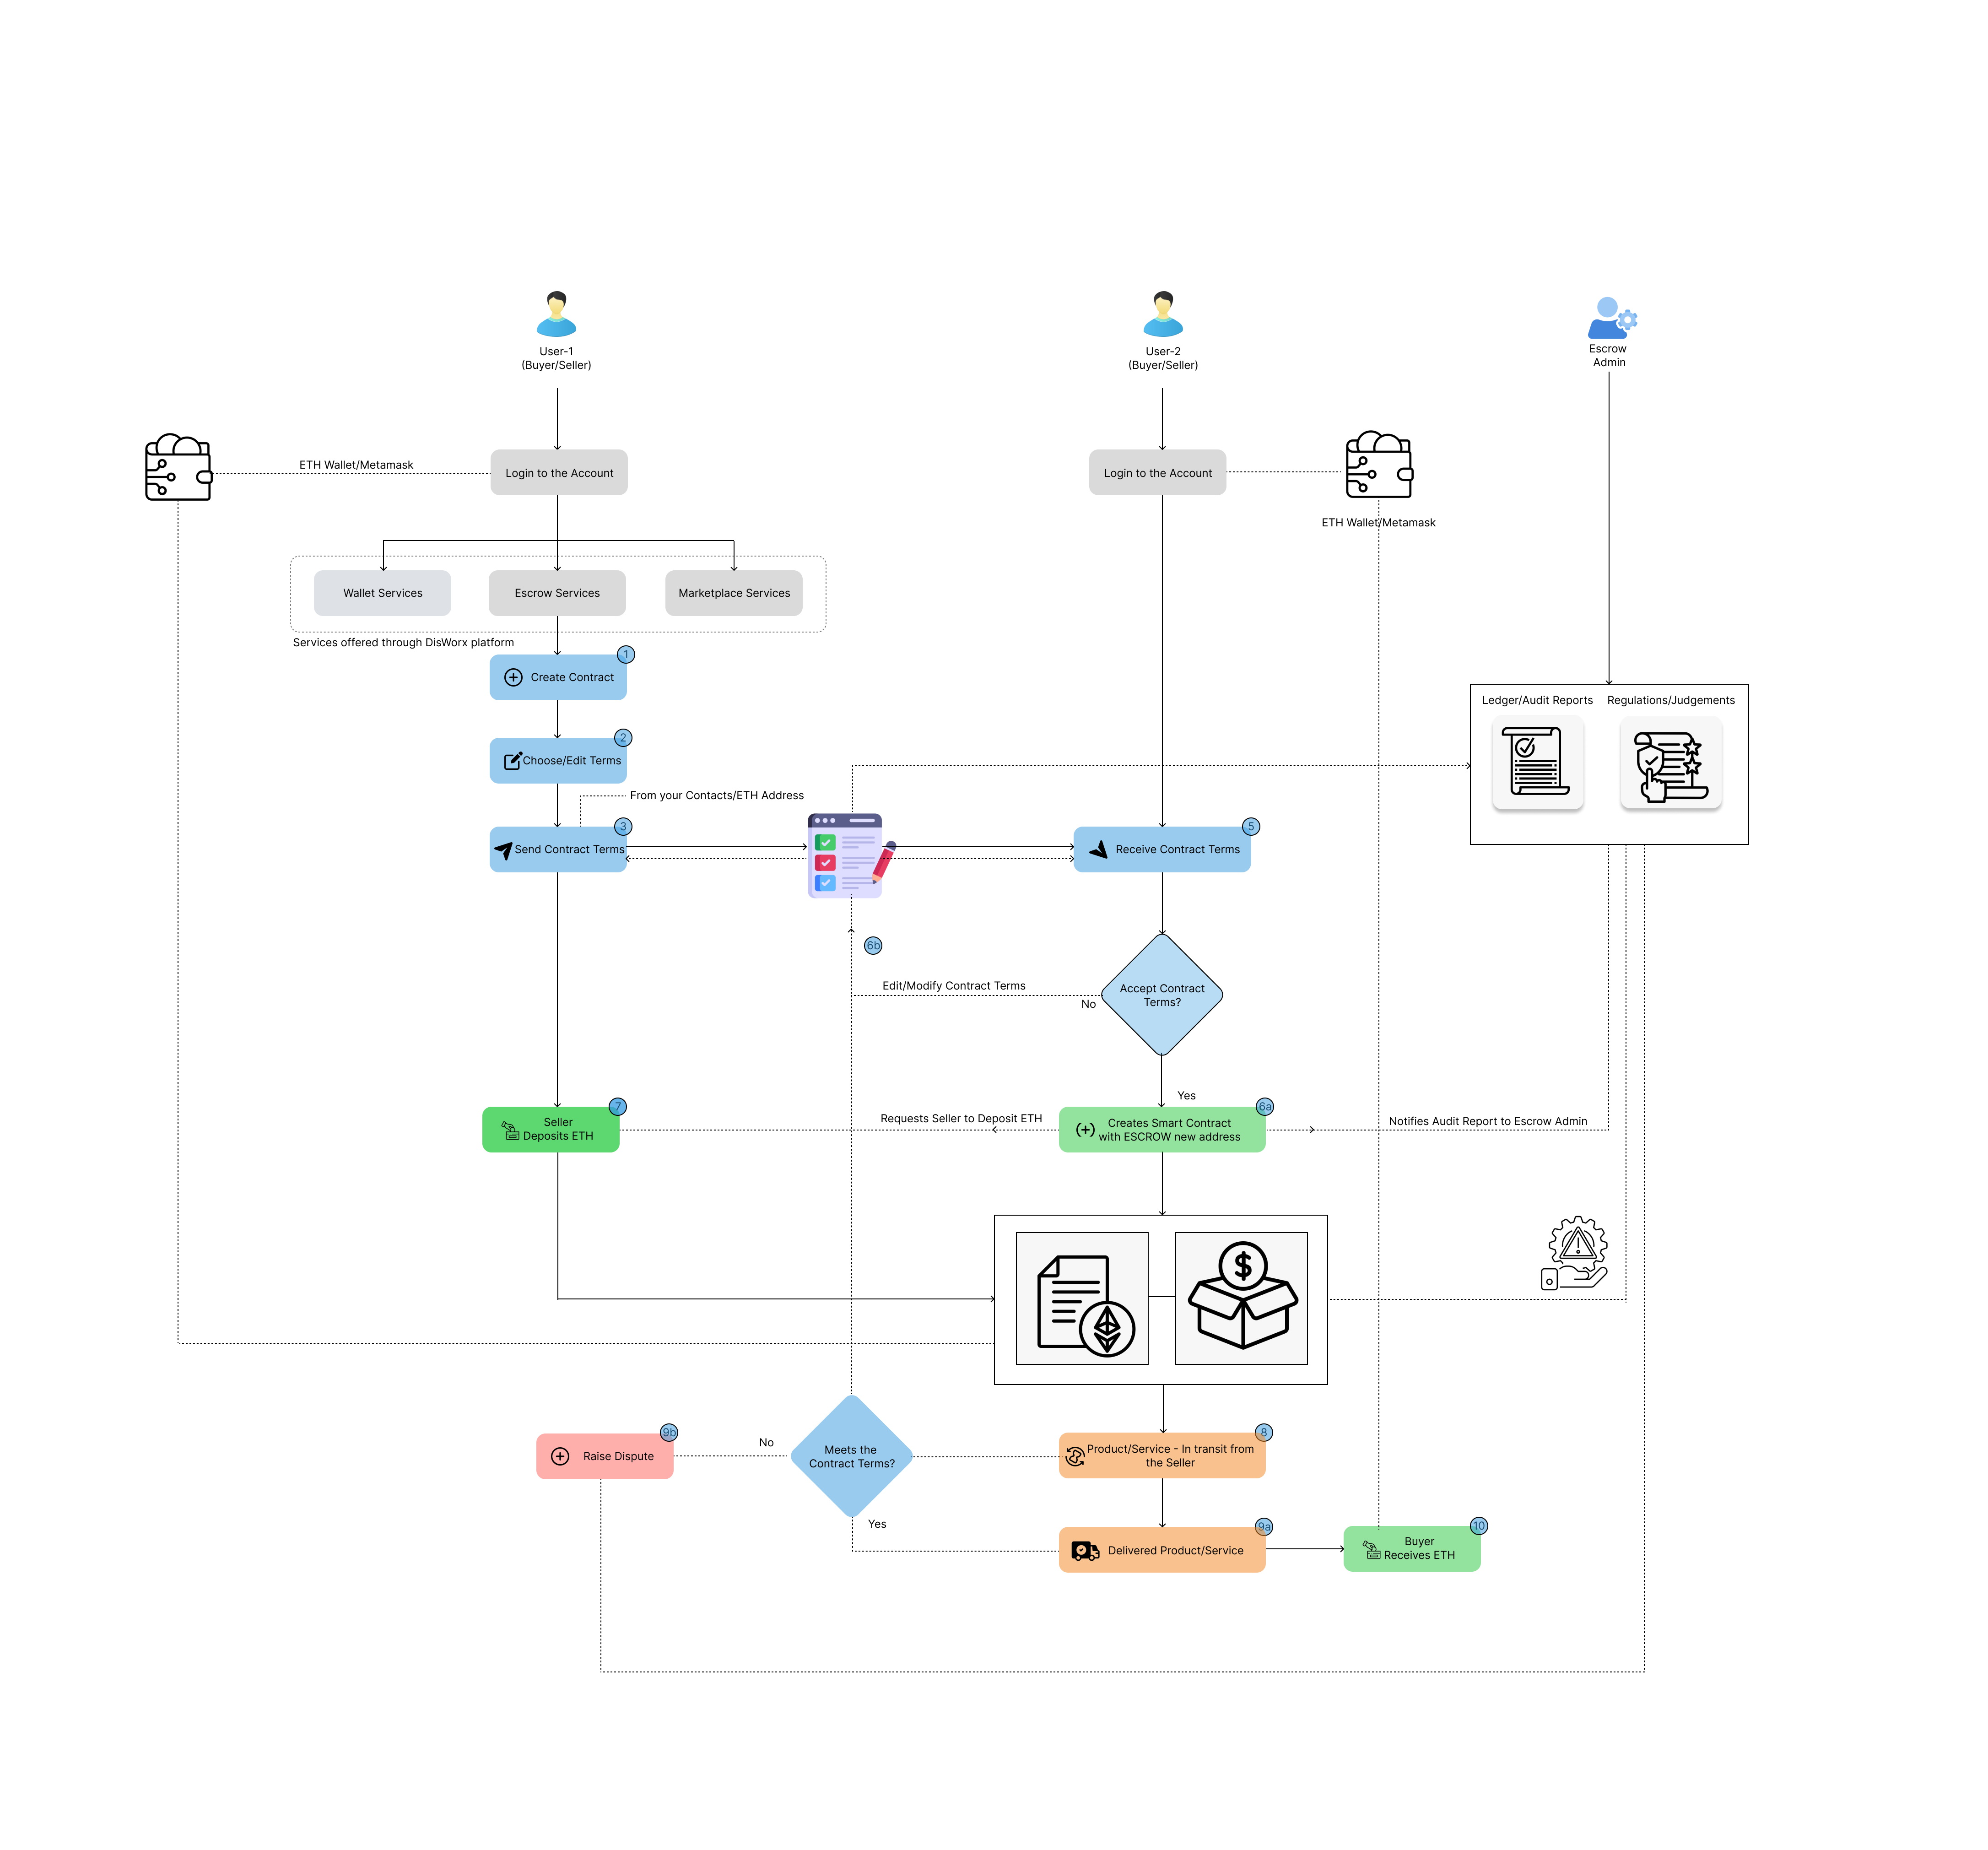 User-1
(Buyer/Seller)
User-2
(Buyer/Seller)
Escrow
Admin
ETH Wallet/Metamask
Login to the Account
Login to the Account
ETH Wallet/Metamask
Wallet Services
Escrow Services
Marketplace Services
Services offered through DisWorx platform
1
Create Contract
Ledger/Audit Reports
Regulations/Judgements
2
Choose/Edit Terms
From your Contacts/ETH Address
3
Send Contract Terms
5
Receive Contract Terms
6b
Edit/Modify Contract Terms
No
Accept Contract
Terms?
Yes
7
Seller
Deposits ETH
Requests Seller to Deposit ETH
6a
Creates Smart Contract
with ESCROW new address
Notifies Audit Report to Escrow Admin
$
9b
Raise Dispute
No
Meets the
Contract Terms?
8
Product/Service - In transit from
the Seller
Yes
9a
Delivered Product/Service
10
Buyer
Receives ETH